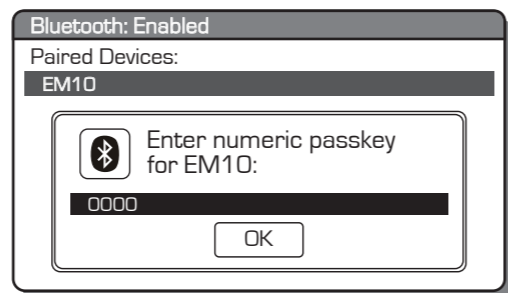 Bluetooth: Enabled
Paired Devices:
EM10
Enter numeric passkey
for EM10:
0000
OK